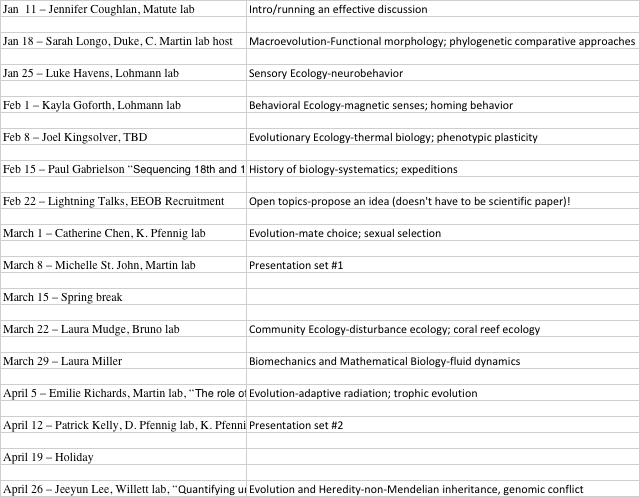 Jan  11 – Jennifer Coughlan, Matute lab Intro/running an effective discussion
Jan 18 – Sarah Longo, Duke, C. Martin lab host Macroevolution-Functional morphology; phylogenetic comparative approaches
Jan 25 – Luke Havens, Lohmann lab Sensory Ecology-neurobehavior
Feb 1 – Kayla Goforth, Lohmann lab Behavioral Ecology-magnetic senses; homing behavior
Feb 8 – Joel Kingsolver, TBD Evolutionary Ecology-thermal biology; phenotypic plasticity
Feb 15 – Paul Gabrielson “Sequencing 18th and 1 History of biology-systematics; expeditions
Feb 22 – Lightning Talks, EEOB Recruitment Open topics-propose an idea (doesn't have to be scientific paper)!
March 1 – Catherine Chen, K. Pfennig lab Evolution-mate choice; sexual selection
March 8 – Michelle St. John, Martin lab Presentation set #1
March 15 – Spring break
March 22 – Laura Mudge, Bruno lab Community Ecology-disturbance ecology; coral reef ecology
March 29 – Laura Miller Biomechanics and Mathematical Biology-fluid dynamics
April 5 – Emilie Richards, Martin lab, “The role of Evolution-adaptive radiation; trophic evolution
April 12 – Patrick Kelly, D. Pfennig lab, K. Pfenni Presentation set #2
April 19 – Holiday
April 26 – Jeeyun Lee, Willett lab, “Quantifying Evolution and Heredity-non-Mendelian inheritance, genomic conflict